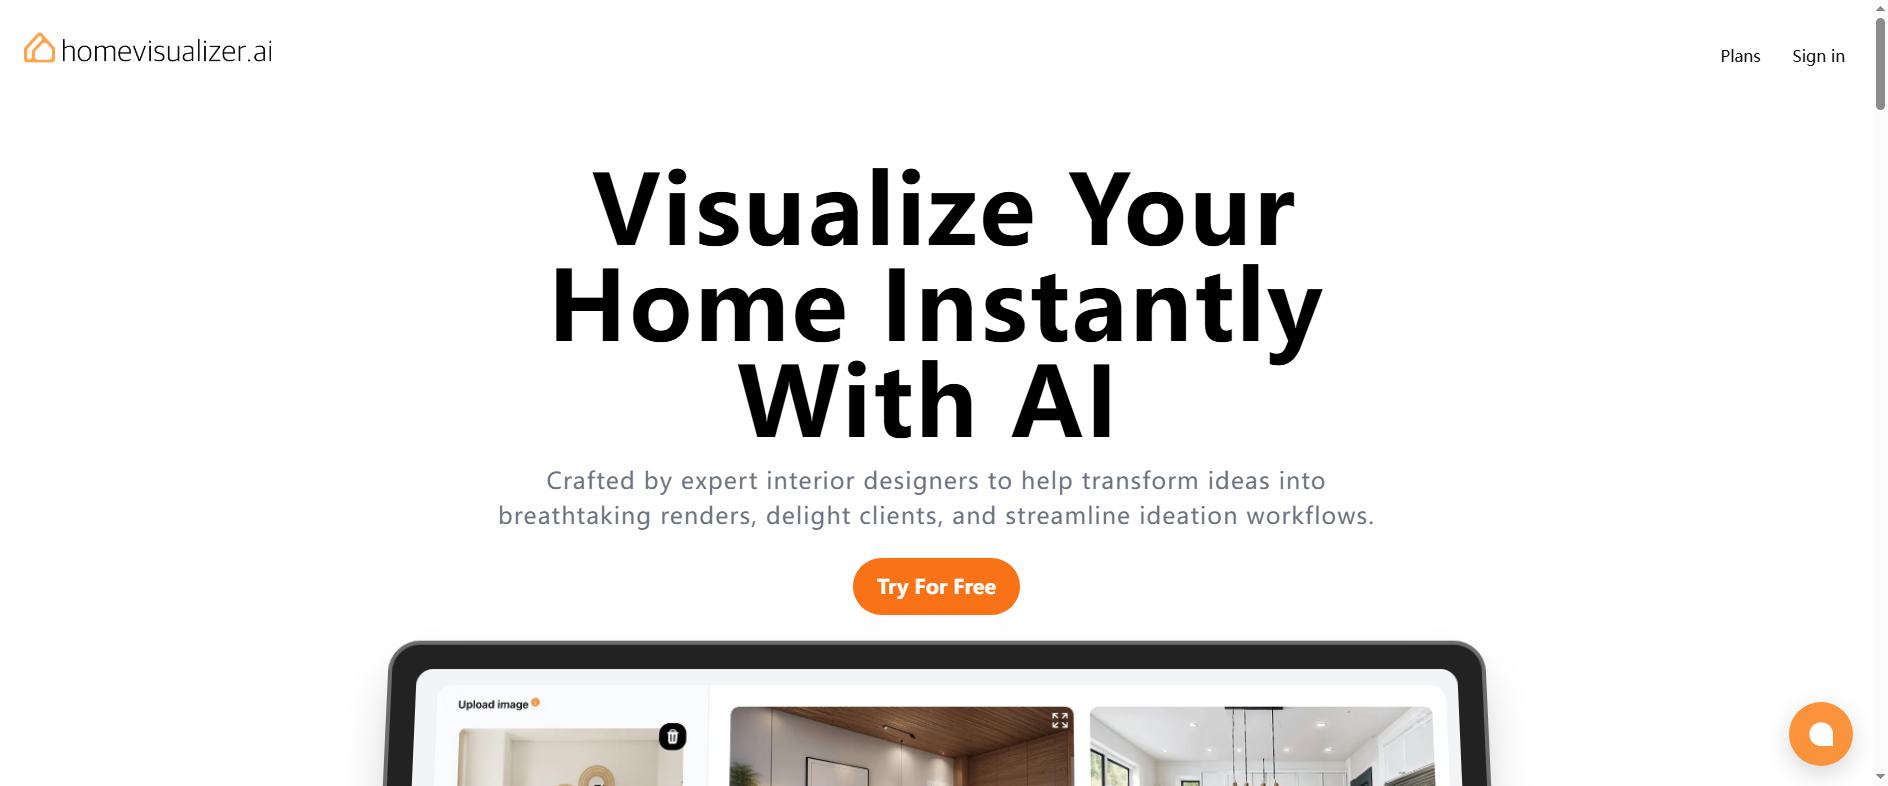 homevisualizer.ai
Plans
Sign in
Visualize Your
Home Instantly
With AI
Crafted by expert interior designers to help transform ideas into
breathtaking renders, delight clients, and streamline ideation workflows.
Try For Free
Upload image